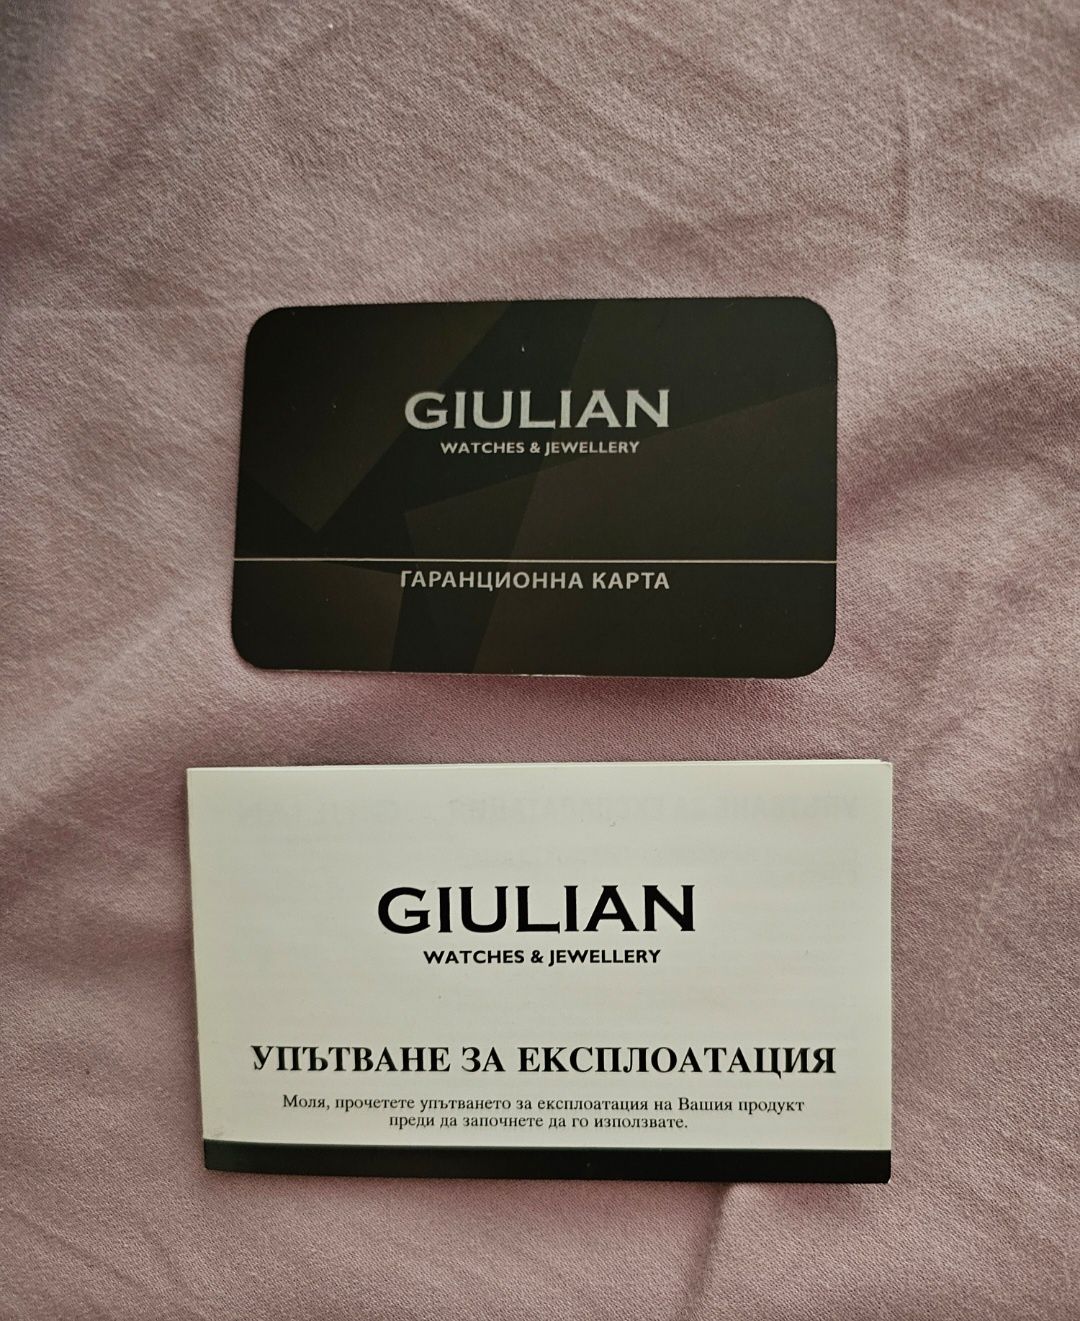 GIULIAN
WATCHES & JEWELLERY
ГАРАНЦИОННА КАРТА
GIULIAN
WATCHES & JEWELLERY
УПЪТВАНЕ ЗА ЕКСПЛОАТАЦИЯ
Моля, прочетете упътването за експлоатация на Вашия продукт
преди да започнете да го използвате.